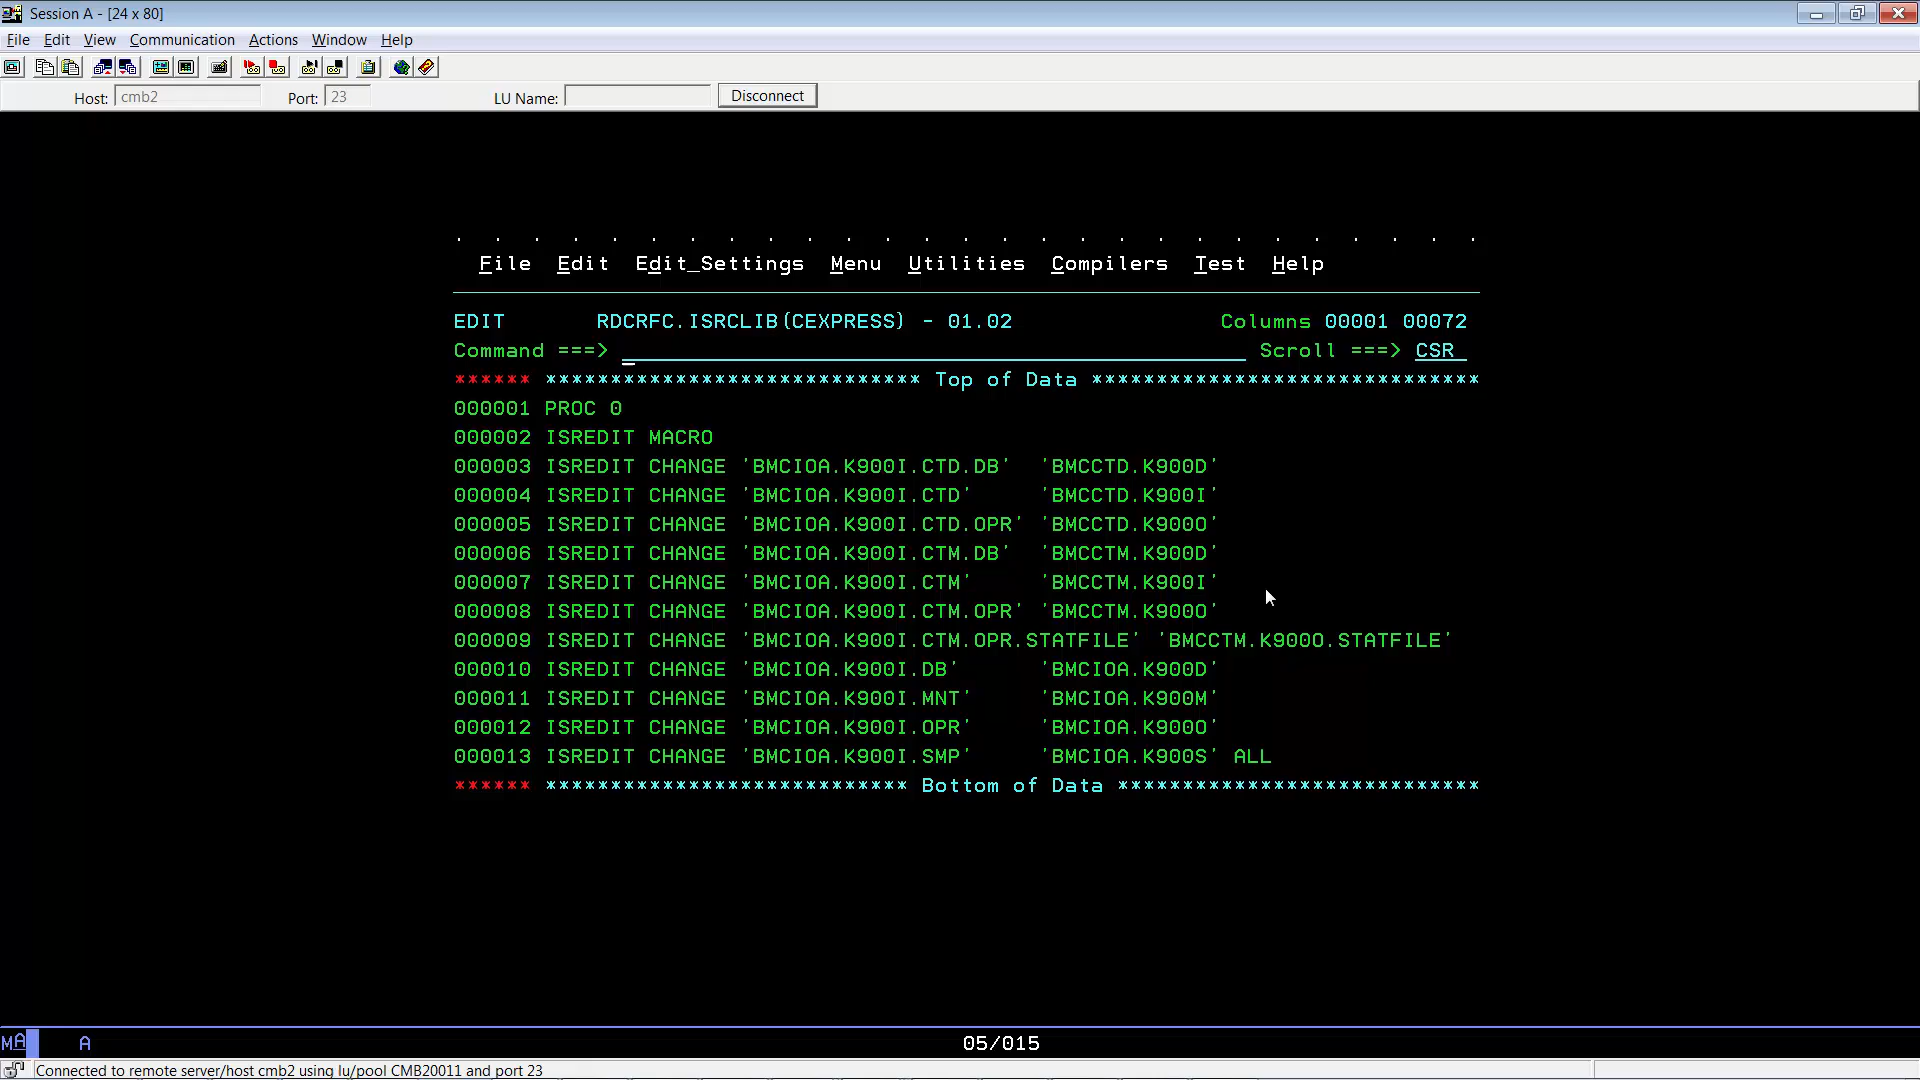 Session A - [24 x 80]
File Edit View Communication Actions Window Help
Host: cmb2 Port: 23 LU Name: Disconnect
. . . . . . . . . . . . . . . . . . . . . . . . . . .
File Edit Edit_Settings Menu Utilities Compilers Test Help
EDIT RDCRFC.ISRCLIB(CEXPRESS) - 01.02 Columns 00001 00072
Command ===> Scroll ===> CSR
****** ***************************** Top of Data ******************************
000001 PROC 0
000002 ISREDIT MACRO
000003 ISREDIT CHANGE 'BMCIOA.K900I.CTD.DB' 'BMCCTD.K900D'
000004 ISREDIT CHANGE 'BMCIOA.K900I.CTD' 'BMCCTD.K900I'
000005 ISREDIT CHANGE 'BMCIOA.K900I.CTD.OPR' 'BMCCTD.K900O'
000006 ISREDIT CHANGE 'BMCIOA.K900I.CTM.DB' 'BMCCTM.K900D'
000007 ISREDIT CHANGE 'BMCIOA.K900I.CTM' 'BMCCTM.K900I'
000008 ISREDIT CHANGE 'BMCIOA.K900I.CTM.OPR' 'BMCCTM.K900O'
000009 ISREDIT CHANGE 'BMCIOA.K900I.CTM.OPR.STATFILE' 'BMCCTM.K900O.STATFILE'
000010 ISREDIT CHANGE 'BMCIOA.K900I.DB' 'BMCIOA.K900D'
000011 ISREDIT CHANGE 'BMCIOA.K900I.MNT' 'BMCIOA.K900M'
000012 ISREDIT CHANGE 'BMCIOA.K900I.OPR' 'BMCIOA.K900O'
000013 ISREDIT CHANGE 'BMCIOA.K900I.SMP' 'BMCIOA.K900S' ALL
****** **************************** Bottom of Data ****************************
MA A 05/015
Connected to remote server/host cmb2 using lu/pool CMB20011 and port 23